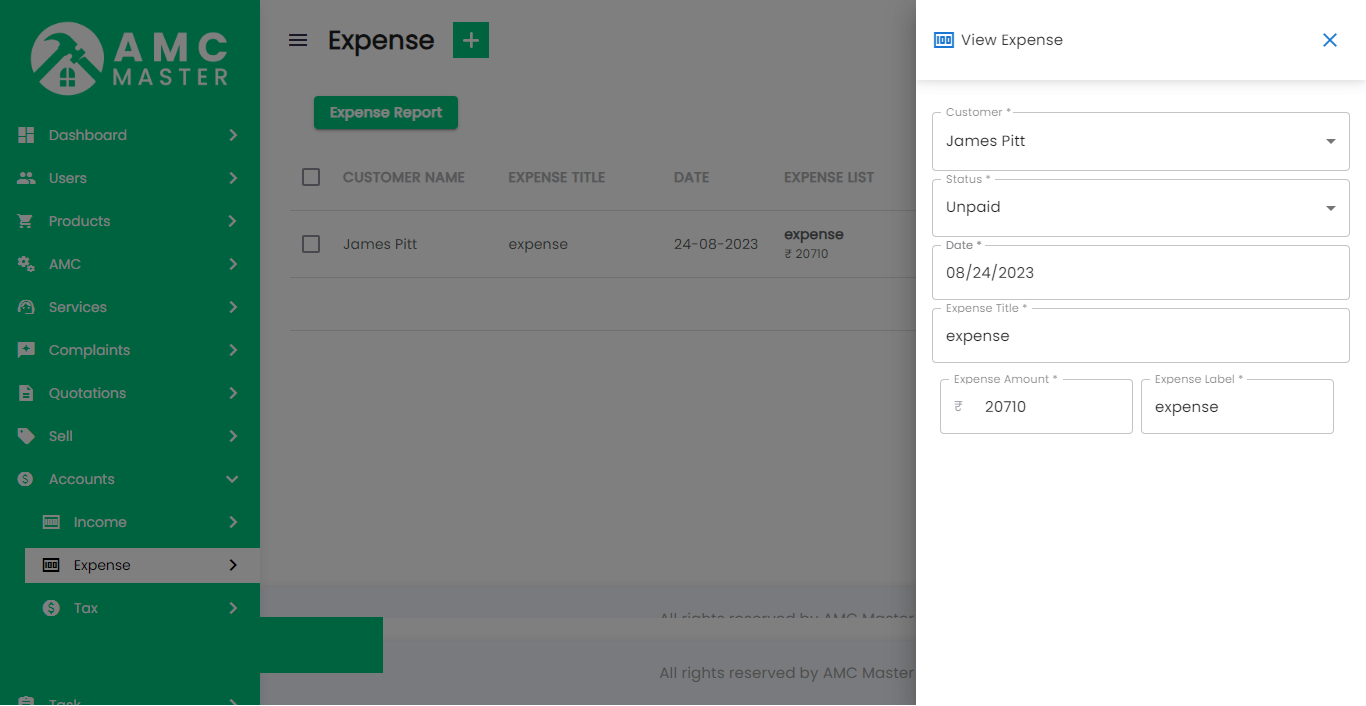 AMC
MASTER
Dashboard
Users
Products
AMC
Services
Complaints
Quotations
Sell
Accounts
Income
Expense
Tax
Task
Expense +
Expense Report
CUSTOMER NAME EXPENSE TITLE DATE EXPENSE LIST
James Pitt expense 24-08-2023 expense
₹ 20710
All rights reserved by AMC Master
All rights reserved by AMC Master
View Expense
Customer *
James Pitt
Status *
Unpaid
Date *
08/24/2023
Expense Title *
expense
Expense Amount * Expense Label *
₹ 20710 expense